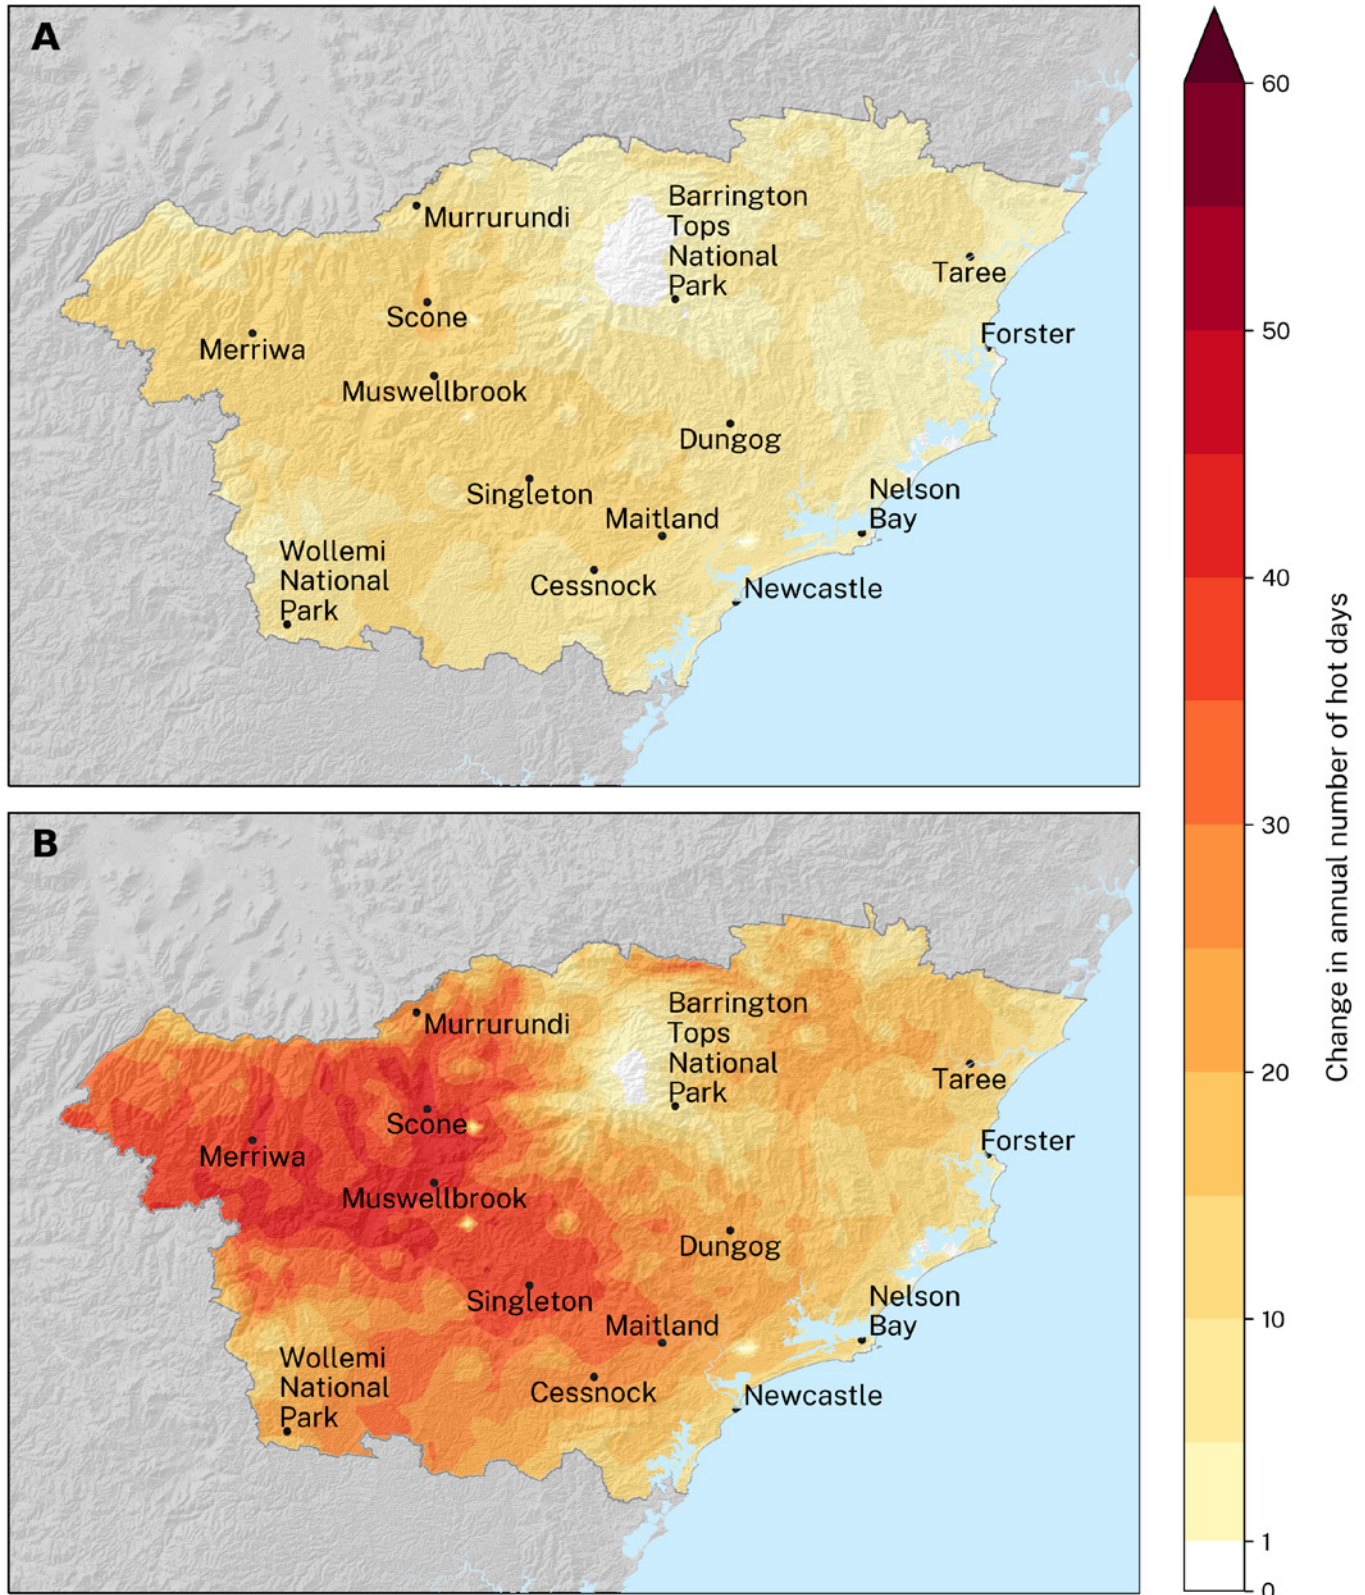 A
Murrurundi
Barrington
Tops
National
Park
Taree
Scone
Forster
Merriwa
Muswellbrook
Dungog
Singleton
Nelson
Bay
Maitland
Wollemi
National
Park
Cessnock
Newcastle
B
Murrurundi
Barrington
Tops
National
Park
Taree
Scone
Forster
Merriwa
Muswellbrook
Dungog
Singleton
Nelson
Bay
Maitland
Wollemi
National
Park
Cessnock
Newcastle
60
50
40
30
20
10
1
0
Change in annual number of hot days